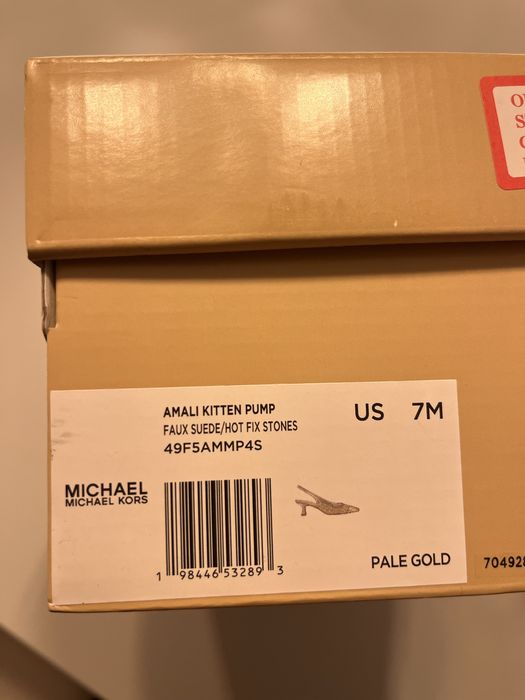 AMALI KITTEN PUMP
FAUX SUEDE/HOT FIX STONES
49F5AMMP4S
US 7M
MICHAEL
MICHAEL KORS
1 98446 53289 3
PALE GOLD
70492